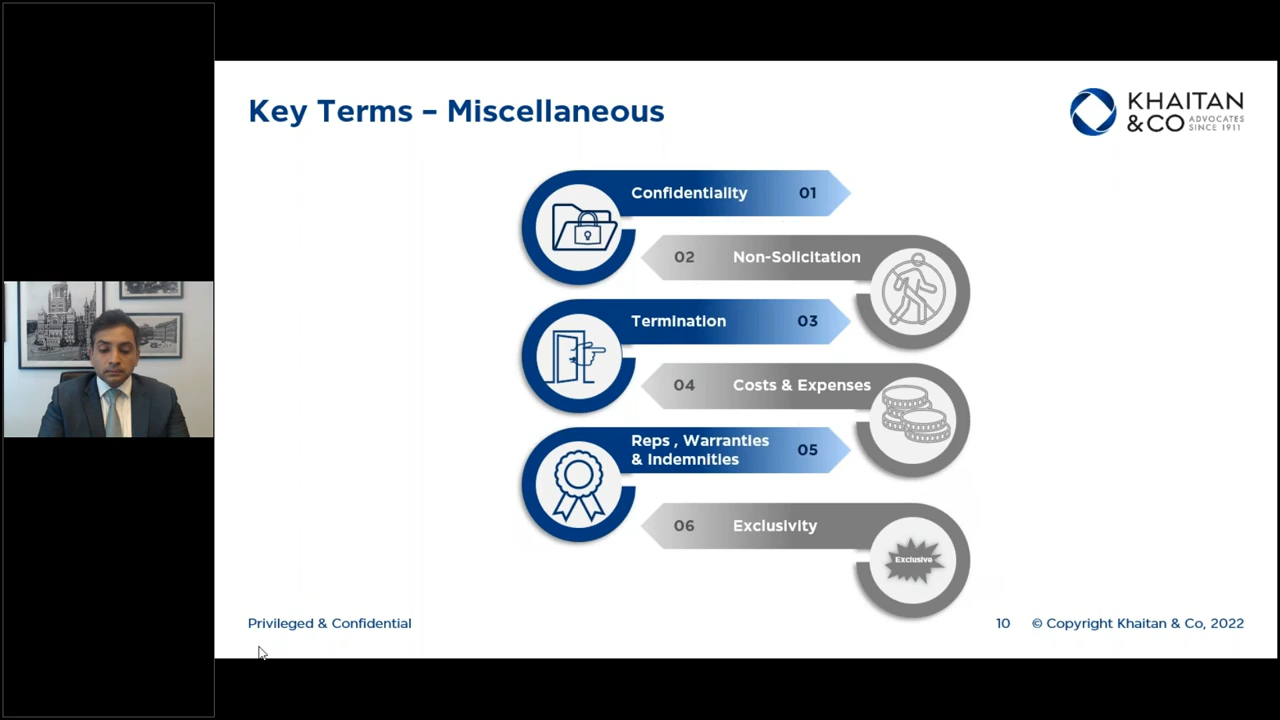 Key Terms – Miscellaneous
KHAITAN
&CO ADVOCATES
SINCE 1911
Confidentiality 01
02 Non-Solicitation
Termination 03
04 Costs & Expenses
Reps , Warranties
& Indemnities 05
06 Exclusivity
Exclusive
Privileged & Confidential
10 © Copyright Khaitan & Co, 2022